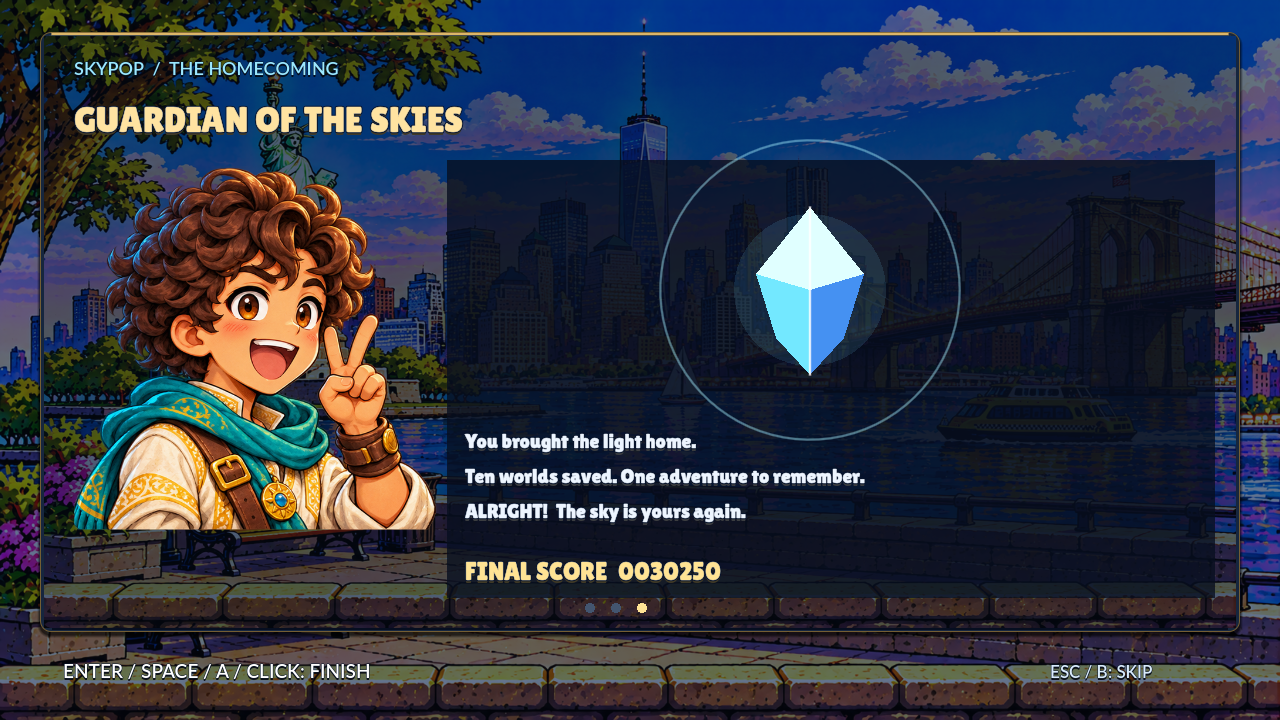 SKYPOP / THE HOMECOMING
GUARDIAN OF THE SKIES
You brought the light home.
Ten worlds saved. One adventure to remember.
ALRIGHT! The sky is yours again.
FINAL SCORE 0030250
ENTER / SPACE / A / CLICK: FINISH
ESC / B: SKIP